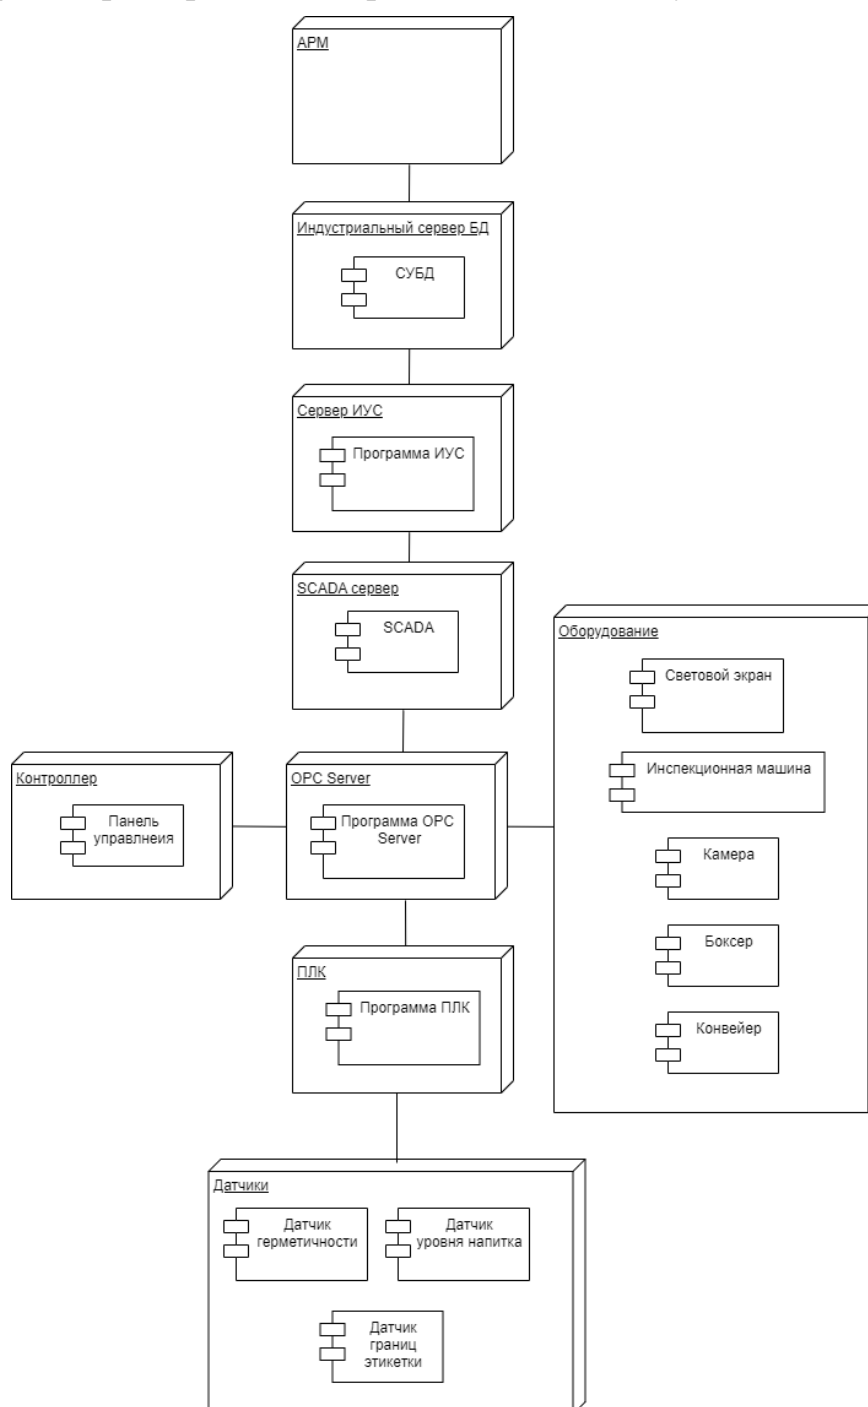 АРМ
Индустриальный сервер БД
СУБД
Сервер ИУС
Программа ИУС
SCADA сервер
SCADA
Оборудование
Световой экран
Инспекционная машина
Камера
Боксер
Конвейер
Контроллер
Панель
управлнеия
OPC Server
Программа OPC
Server
ПЛК
Программа ПЛК
Датчики
Датчик
герметичности
Датчик
уровня напитка
Датчик
границ
этикетки